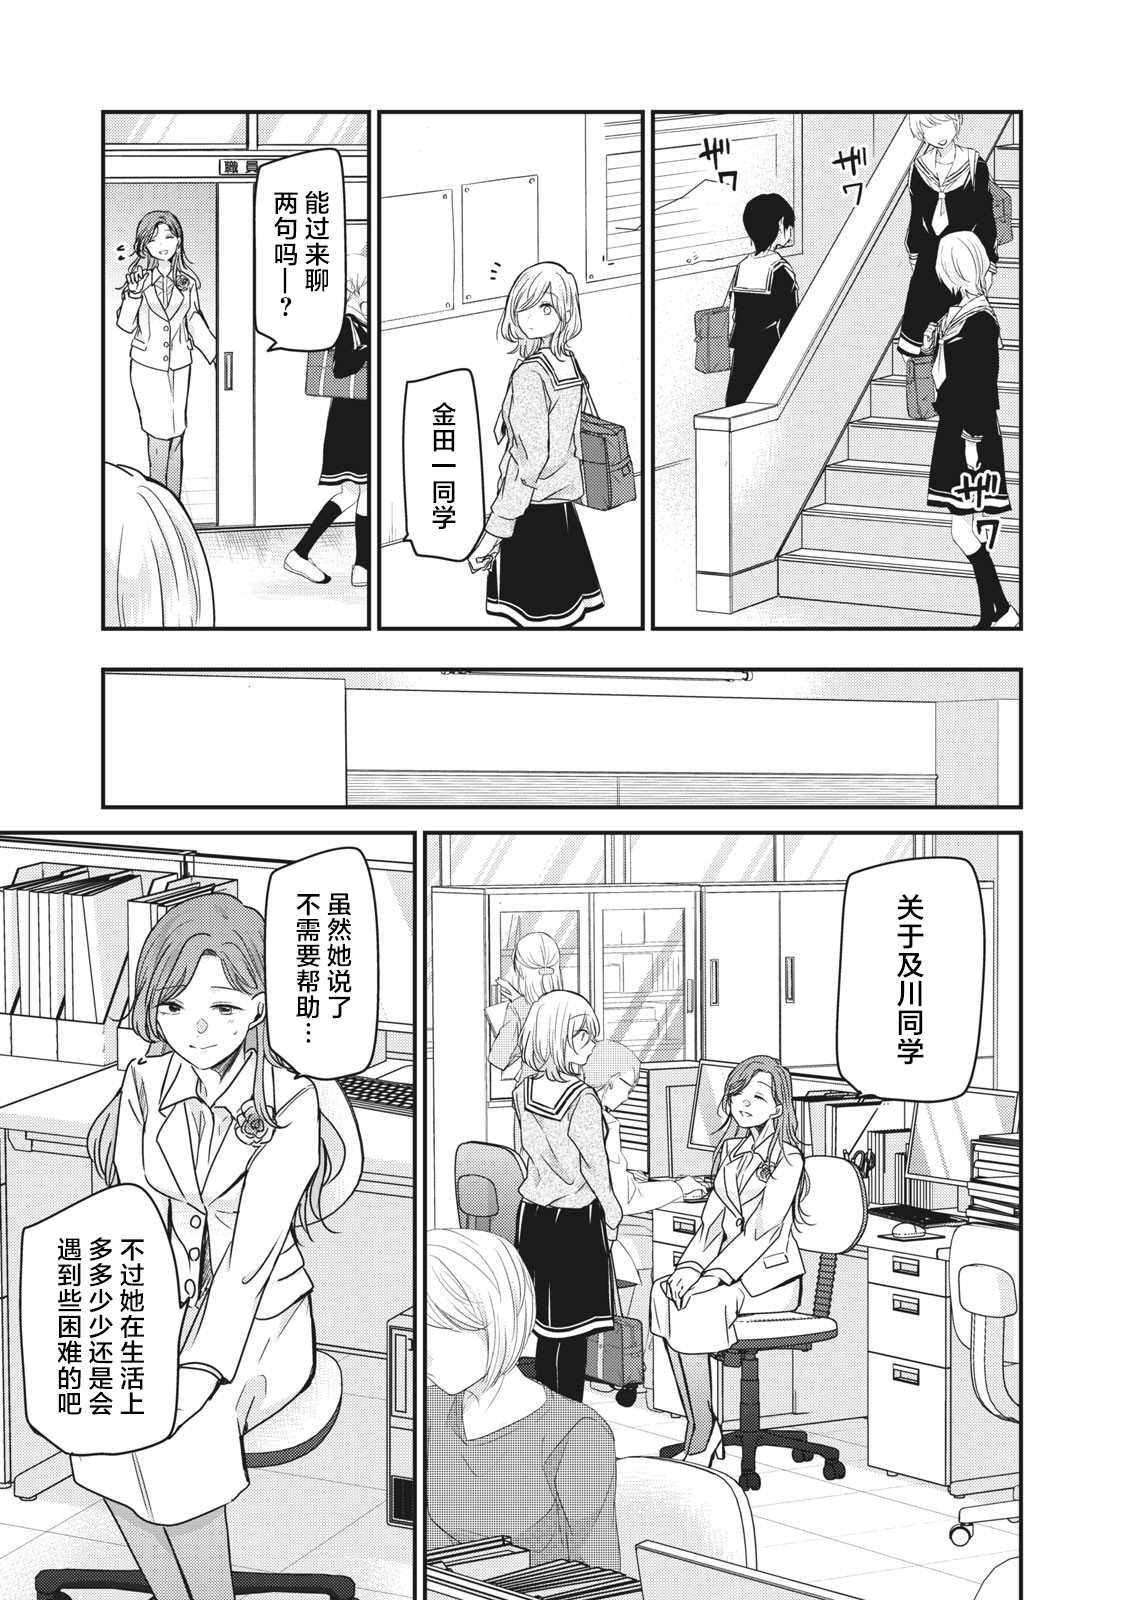 ザワ
ザワ
ザワ
金田一同学
能过来聊
两句吗—?
職員
关于及川同学
虽然她说了
不需要帮助…
不过她在生活上
多多少少还是会
遇到些困难的吧